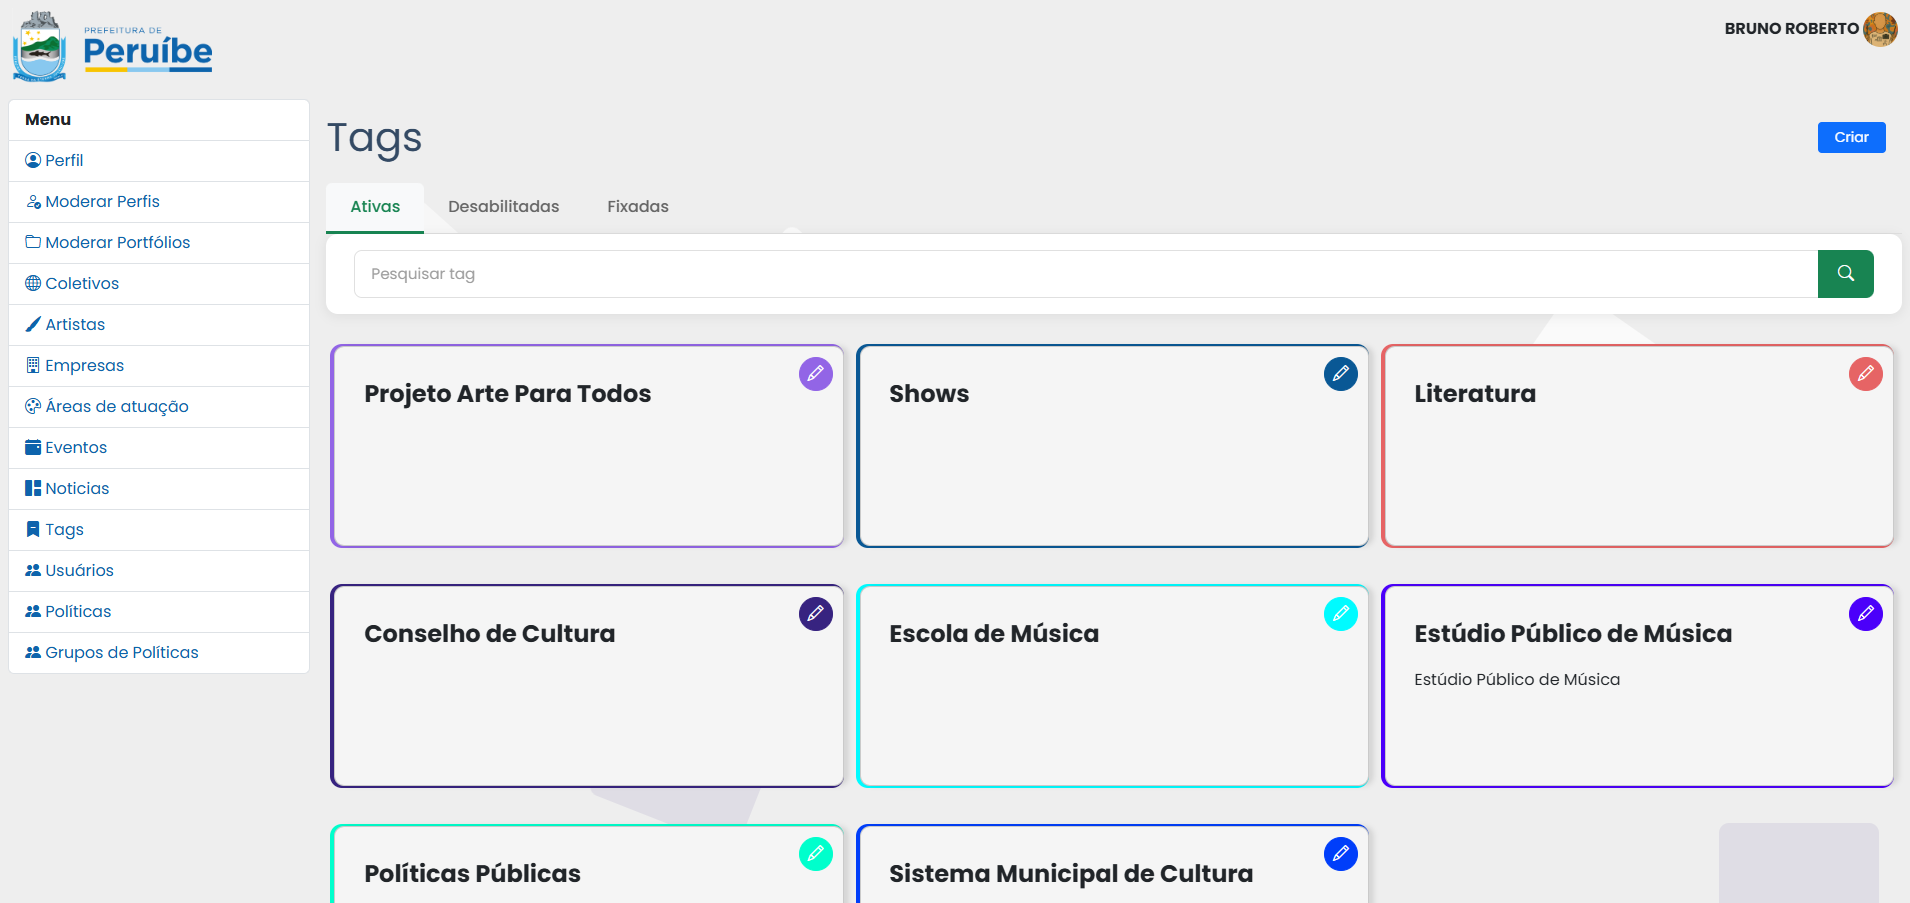 PREFEITURA DE
Peruíbe
BRUNO ROBERTO
Menu
Perfil
Moderar Perfis
Moderar Portfólios
Coletivos
Artistas
Empresas
Áreas de atuação
Eventos
Noticias
Tags
Usuários
Políticas
Grupos de Políticas
Tags
Criar
Ativas
Desabilitadas
Fixadas
Pesquisar tag
Projeto Arte Para Todos
Shows
Literatura
Conselho de Cultura
Escola de Música
Estúdio Público de Música
Estúdio Público de Música
Políticas Públicas
Sistema Municipal de Cultura